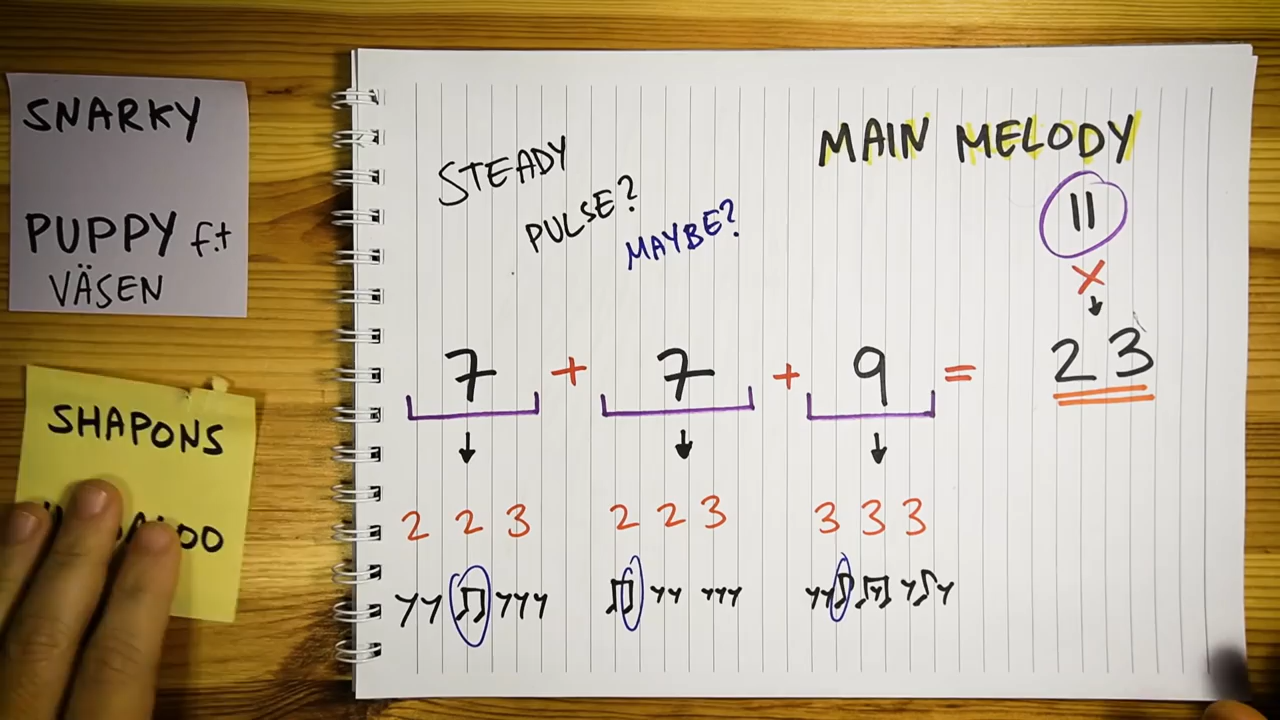 SNARKY
PUPPY f.t
VÄSEN
SHAPONS
STEADY
PULSE?
MAYBE?
MAIN MELODY
11
X
23
7 + 7 + 9 =
2 2 3 2 2 3 3 3 3